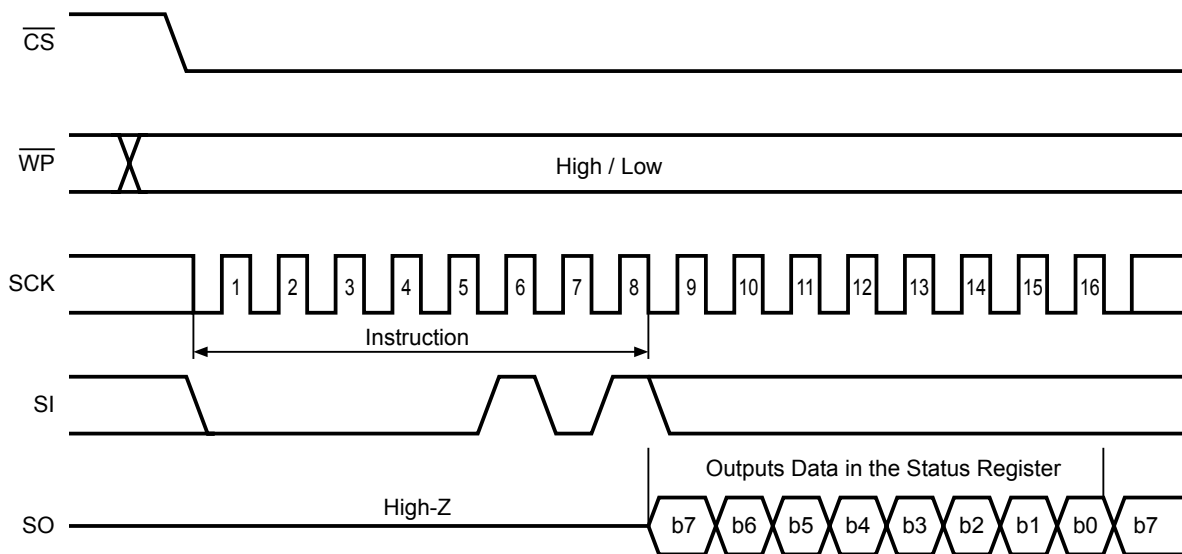 CS
WP
High / Low
SCK
1 2 3 4 5 6 7 8 9 10 11 12 13 14 15 16
Instruction
SI
Outputs Data in the Status Register
High-Z
SO
b7 b6 b5 b4 b3 b2 b1 b0 b7